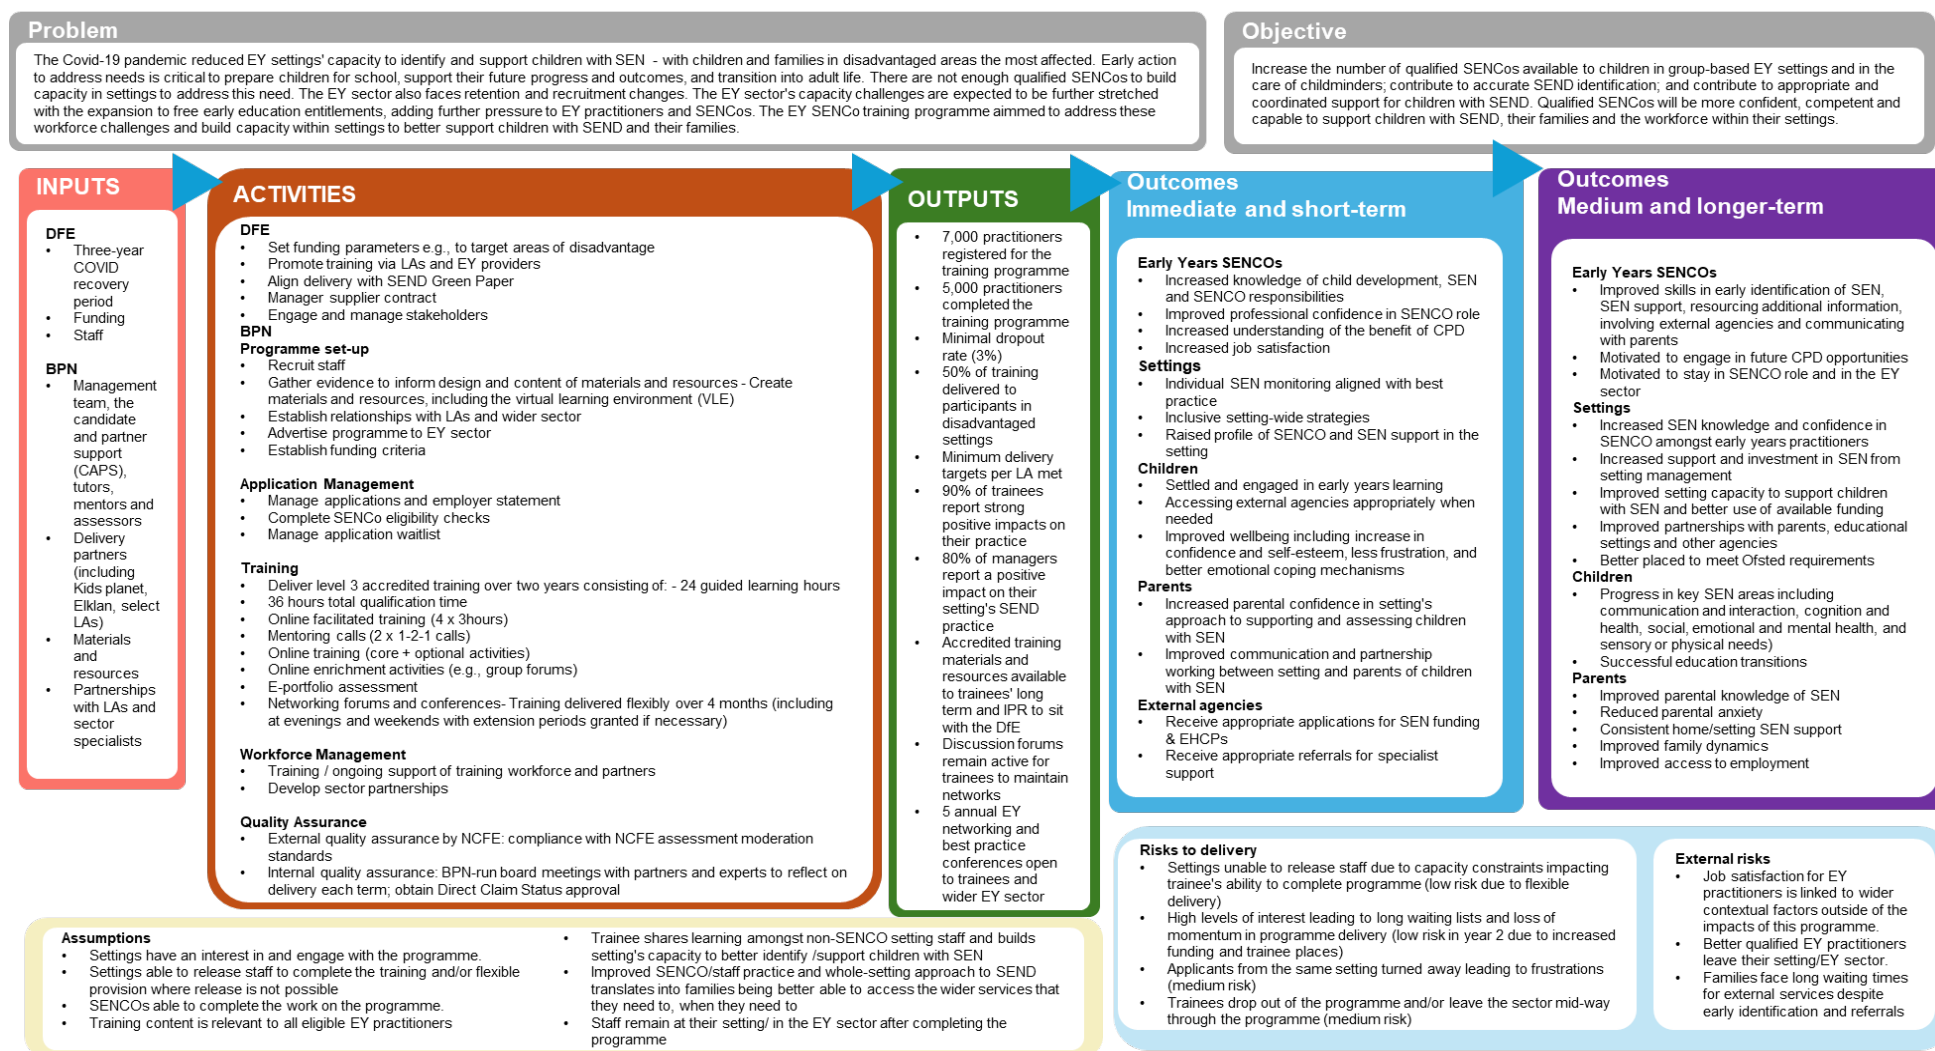 Problem
The Covid-19 pandemic reduced EY settings' capacity to identify and support children with SEN - with children and families in disadvantaged areas the most affected. Early action
to address needs is critical to prepare children for school, support their future progress and outcomes, and transition into adult life. There are not enough qualified SENCos to build
capacity in settings to address this need. The EY sector also faces retention and recruitment changes. The EY sector's capacity challenges are expected to be further stretched
with the expansion to free early education entitlements, adding further pressure to EY practitioners and SENCos. The EY SENCo training programme aimmed to address these
workforce challenges and build capacity within settings to better support children with SEND and their families.
Objective
Increase the number of qualified SENCos available to children in group-based EY settings and in the
care of childminders; contribute to accurate SEND identification; and contribute to appropriate and
coordinated support for children with SEND. Qualified SENCos will be more confident, competent and
capable to support children with SEND, their families and the workforce within their settings.
INPUTS
DFE
• Three-year
COVID
recovery
period
• Funding
• Staff
BPN
• Management
team, the
candidate
and partner
support
(CAPS),
tutors,
mentors and
assessors
• Delivery
partners
(including
Kids planet,
Elklan, select
LAs)
• Materials
and
resources
• Partnerships
with LAs and
sector
specialists
ACTIVITIES
DFE
• Set funding parameters e.g., to target areas of disadvantage
• Promote training via LAs and EY providers
• Align delivery with SEND Green Paper
• Manager supplier contract
• Engage and manage stakeholders
BPN
Programme set-up
• Recruit staff
• Gather evidence to inform design and content of materials and resources - Create
materials and resources, including the virtual learning environment (VLE)
• Establish relationships with LAs and wider sector
• Advertise programme to EY sector
• Establish funding criteria
Application Management
• Manage applications and employer statement
• Complete SENCo eligibility checks
• Manage application waitlist
Training
• Deliver level 3 accredited training over two years consisting of: - 24 guided learning hours
• 36 hours total qualification time
• Online facilitated training (4 x 3hours)
• Mentoring calls (2 x 1-2-1 calls)
• Online training (core + optional activities)
• Online enrichment activities (e.g., group forums)
• E-portfolio assessment
• Networking forums and conferences- Training delivered flexibly over 4 months (including
at evenings and weekends with extension periods granted if necessary)
Workforce Management
• Training / ongoing support of training workforce and partners
• Develop sector partnerships
Quality Assurance
• External quality assurance by NCFE: compliance with NCFE assessment moderation
standards
• Internal quality assurance: BPN-run board meetings with partners and experts to reflect on
delivery each term; obtain Direct Claim Status approval
OUTPUTS
• 7,000 practitioners
registered for the
training programme
• 5,000 practitioners
completed the
training programme
• Minimal dropout
rate (3%)
• 50% of training
delivered to
participants in
disadvantaged
settings
• Minimum delivery
targets per LA met
• 90% of trainees
report strong
positive impacts on
their practice
• 80% of managers
report a positive
impact on their
setting's SEND
practice
• Accredited training
materials and
resources available
to trainees' long
term and IPR to sit
with the DfE
• Discussion forums
remain active for
trainees to maintain
networks
• 5 annual EY
networking and
best practice
conferences open
to trainees and
wider EY sector
Outcomes
Immediate and short-term
Early Years SENCOs
• Increased knowledge of child development, SEN
and SENCO responsibilities
• Improved professional confidence in SENCO role
• Increased understanding of the benefit of CPD
• Increased job satisfaction
Settings
• Individual SEN monitoring aligned with best
practice
• Inclusive setting-wide strategies
• Raised profile of SENCO and SEN support in the
setting
Children
• Settled and engaged in early years learning
• Accessing external agencies appropriately when
needed
• Improved wellbeing including increase in
confidence and self-esteem, less frustration, and
better emotional coping mechanisms
Parents
• Increased parental confidence in setting's
approach to supporting and assessing children
with SEN
• Improved communication and partnership
working between setting and parents of children
with SEN
External agencies
• Receive appropriate applications for SEN funding
& EHCPs
• Receive appropriate referrals for specialist
support
Outcomes
Medium and longer-term
Early Years SENCOs
• Improved skills in early identification of SEN,
SEN support, resourcing additional information,
involving external agencies and communicating
with parents
• Motivated to engage in future CPD opportunities
• Motivated to stay in SENCO role and in the EY
sector
Settings
• Increased SEN knowledge and confidence in
SENCO amongst early years practitioners
• Increased support and investment in SEN from
setting management
• Improved setting capacity to support children
with SEN and better use of available funding
• Improved partnerships with parents, educational
settings and other agencies
• Better placed to meet Ofsted requirements
Children
• Progress in key SEN areas including
communication and interaction, cognition and
health, social, emotional and mental health, and
sensory or physical needs)
• Successful education transitions
Parents
• Improved parental knowledge of SEN
• Reduced parental anxiety
• Consistent home/setting SEN support
• Improved family dynamics
• Improved access to employment
Assumptions
• Settings have an interest in and engage with the programme.
• Settings able to release staff to complete the training and/or flexible
provision where release is not possible
• SENCOs able to complete the work on the programme.
• Training content is relevant to all eligible EY practitioners
• Trainee shares learning amongst non-SENCO setting staff and builds
setting's capacity to better identify /support children with SEN
• Improved SENCO/staff practice and whole-setting approach to SEND
translates into families being better able to access the wider services that
they need to, when they need to
• Staff remain at their setting/ in the EY sector after completing the
programme
Risks to delivery
• Settings unable to release staff due to capacity constraints impacting
trainee's ability to complete programme (low risk due to flexible
delivery)
• High levels of interest leading to long waiting lists and loss of
momentum in programme delivery (low risk in year 2 due to increased
funding and trainee places)
• Applicants from the same setting turned away leading to frustrations
(medium risk)
• Trainees drop out of the programme and/or leave the sector mid-way
through the programme (medium risk)
External risks
• Job satisfaction for EY
practitioners is linked to wider
contextual factors outside of the
impacts of this programme.
• Better qualified EY practitioners
leave their setting/EY sector.
• Families face long waiting times
for external services despite
early identification and referrals